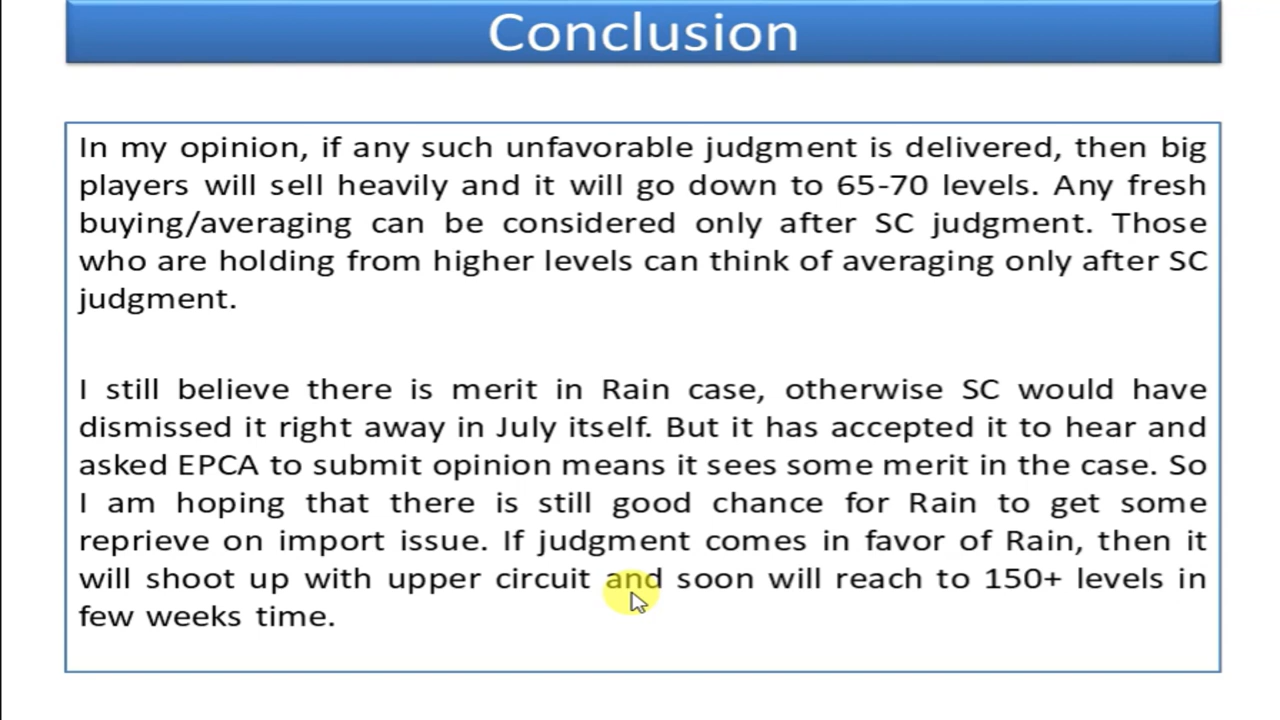 Conclusion
In my opinion, if any such unfavorable judgment is delivered, then big
players will sell heavily and it will go down to 65-70 levels. Any fresh
buying/averaging can be considered only after SC judgment. Those
who are holding from higher levels can think of averaging only after SC
judgment.
I still believe there is merit in Rain case, otherwise SC would have
dismissed it right away in July itself. But it has accepted it to hear and
asked EPCA to submit opinion means it sees some merit in the case. So
I am hoping that there is still good chance for Rain to get some
reprieve on import issue. If judgment comes in favor of Rain, then it
will shoot up with upper circuit and soon will reach to 150+ levels in
few weeks time.